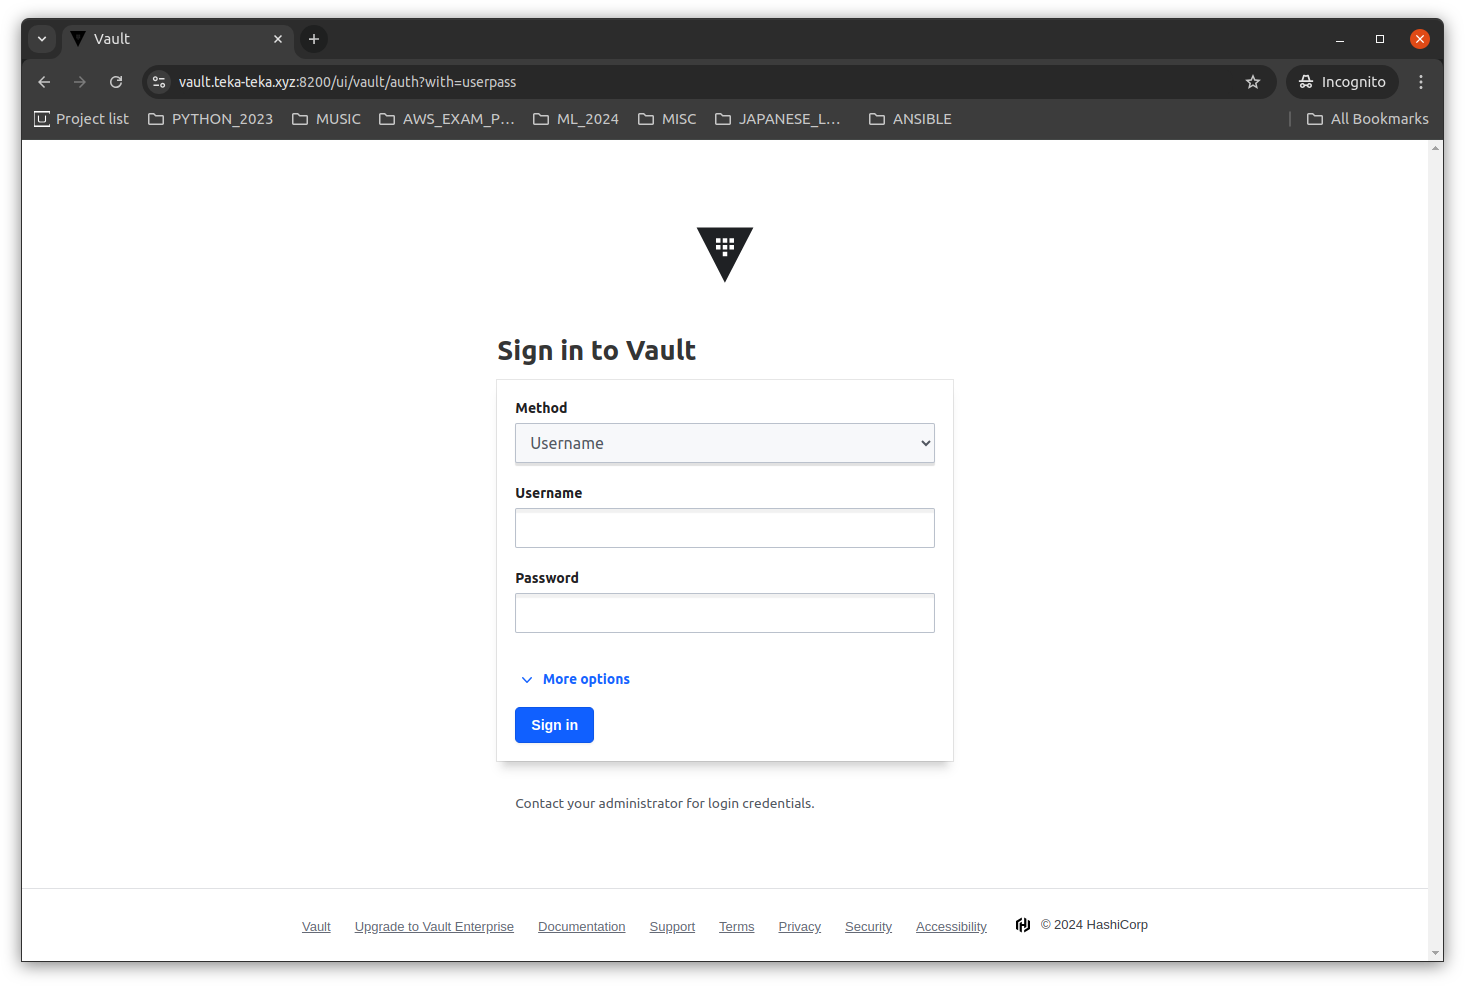 Vault
vault.teka-teka.xyz:8200/ui/vault/auth?with=userpass
Incognito
Project list
PYTHON_2023
MUSIC
AWS_EXAM_P...
ML_2024
MISC
JAPANESE_L...
ANSIBLE
All Bookmarks
Sign in to Vault
Method
Username
Username
Password
More options
Sign in
Contact your administrator for login credentials.
Vault Upgrade to Vault Enterprise Documentation Support Terms Privacy Security Accessibility © 2024 HashiCorp